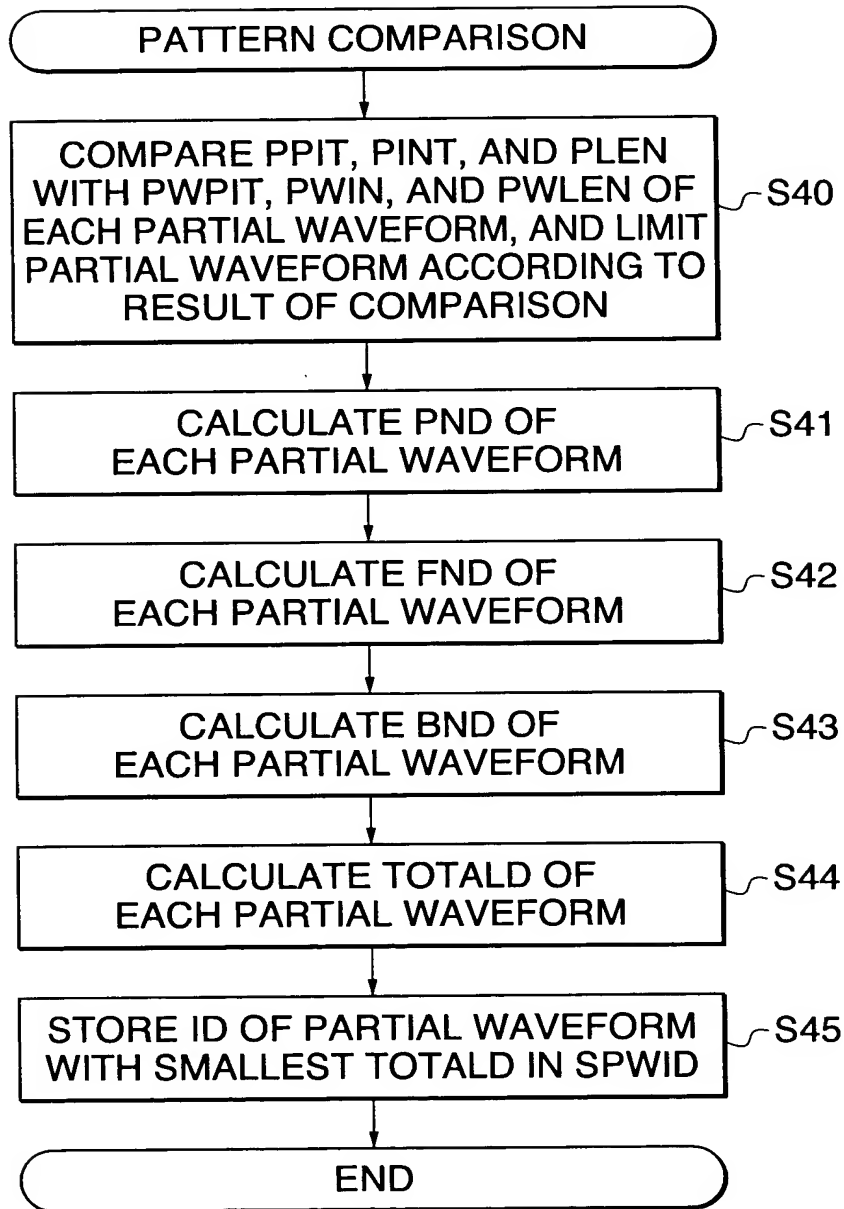 PATTERN COMPARISON
COMPARE PPIT, PINT, AND PLEN
WITH PWPIT, PWIN, AND PWLEN OF
EACH PARTIAL WAVEFORM, AND LIMIT
PARTIAL WAVEFORM ACCORDING TO
RESULT OF COMPARISON
S40
CALCULATE PND OF
EACH PARTIAL WAVEFORM
S41
CALCULATE FND OF
EACH PARTIAL WAVEFORM
S42
CALCULATE BND OF
EACH PARTIAL WAVEFORM
S43
CALCULATE TOTALD OF
EACH PARTIAL WAVEFORM
S44
STORE ID OF PARTIAL WAVEFORM
WITH SMALLEST TOTALD IN SPWID
S45
END